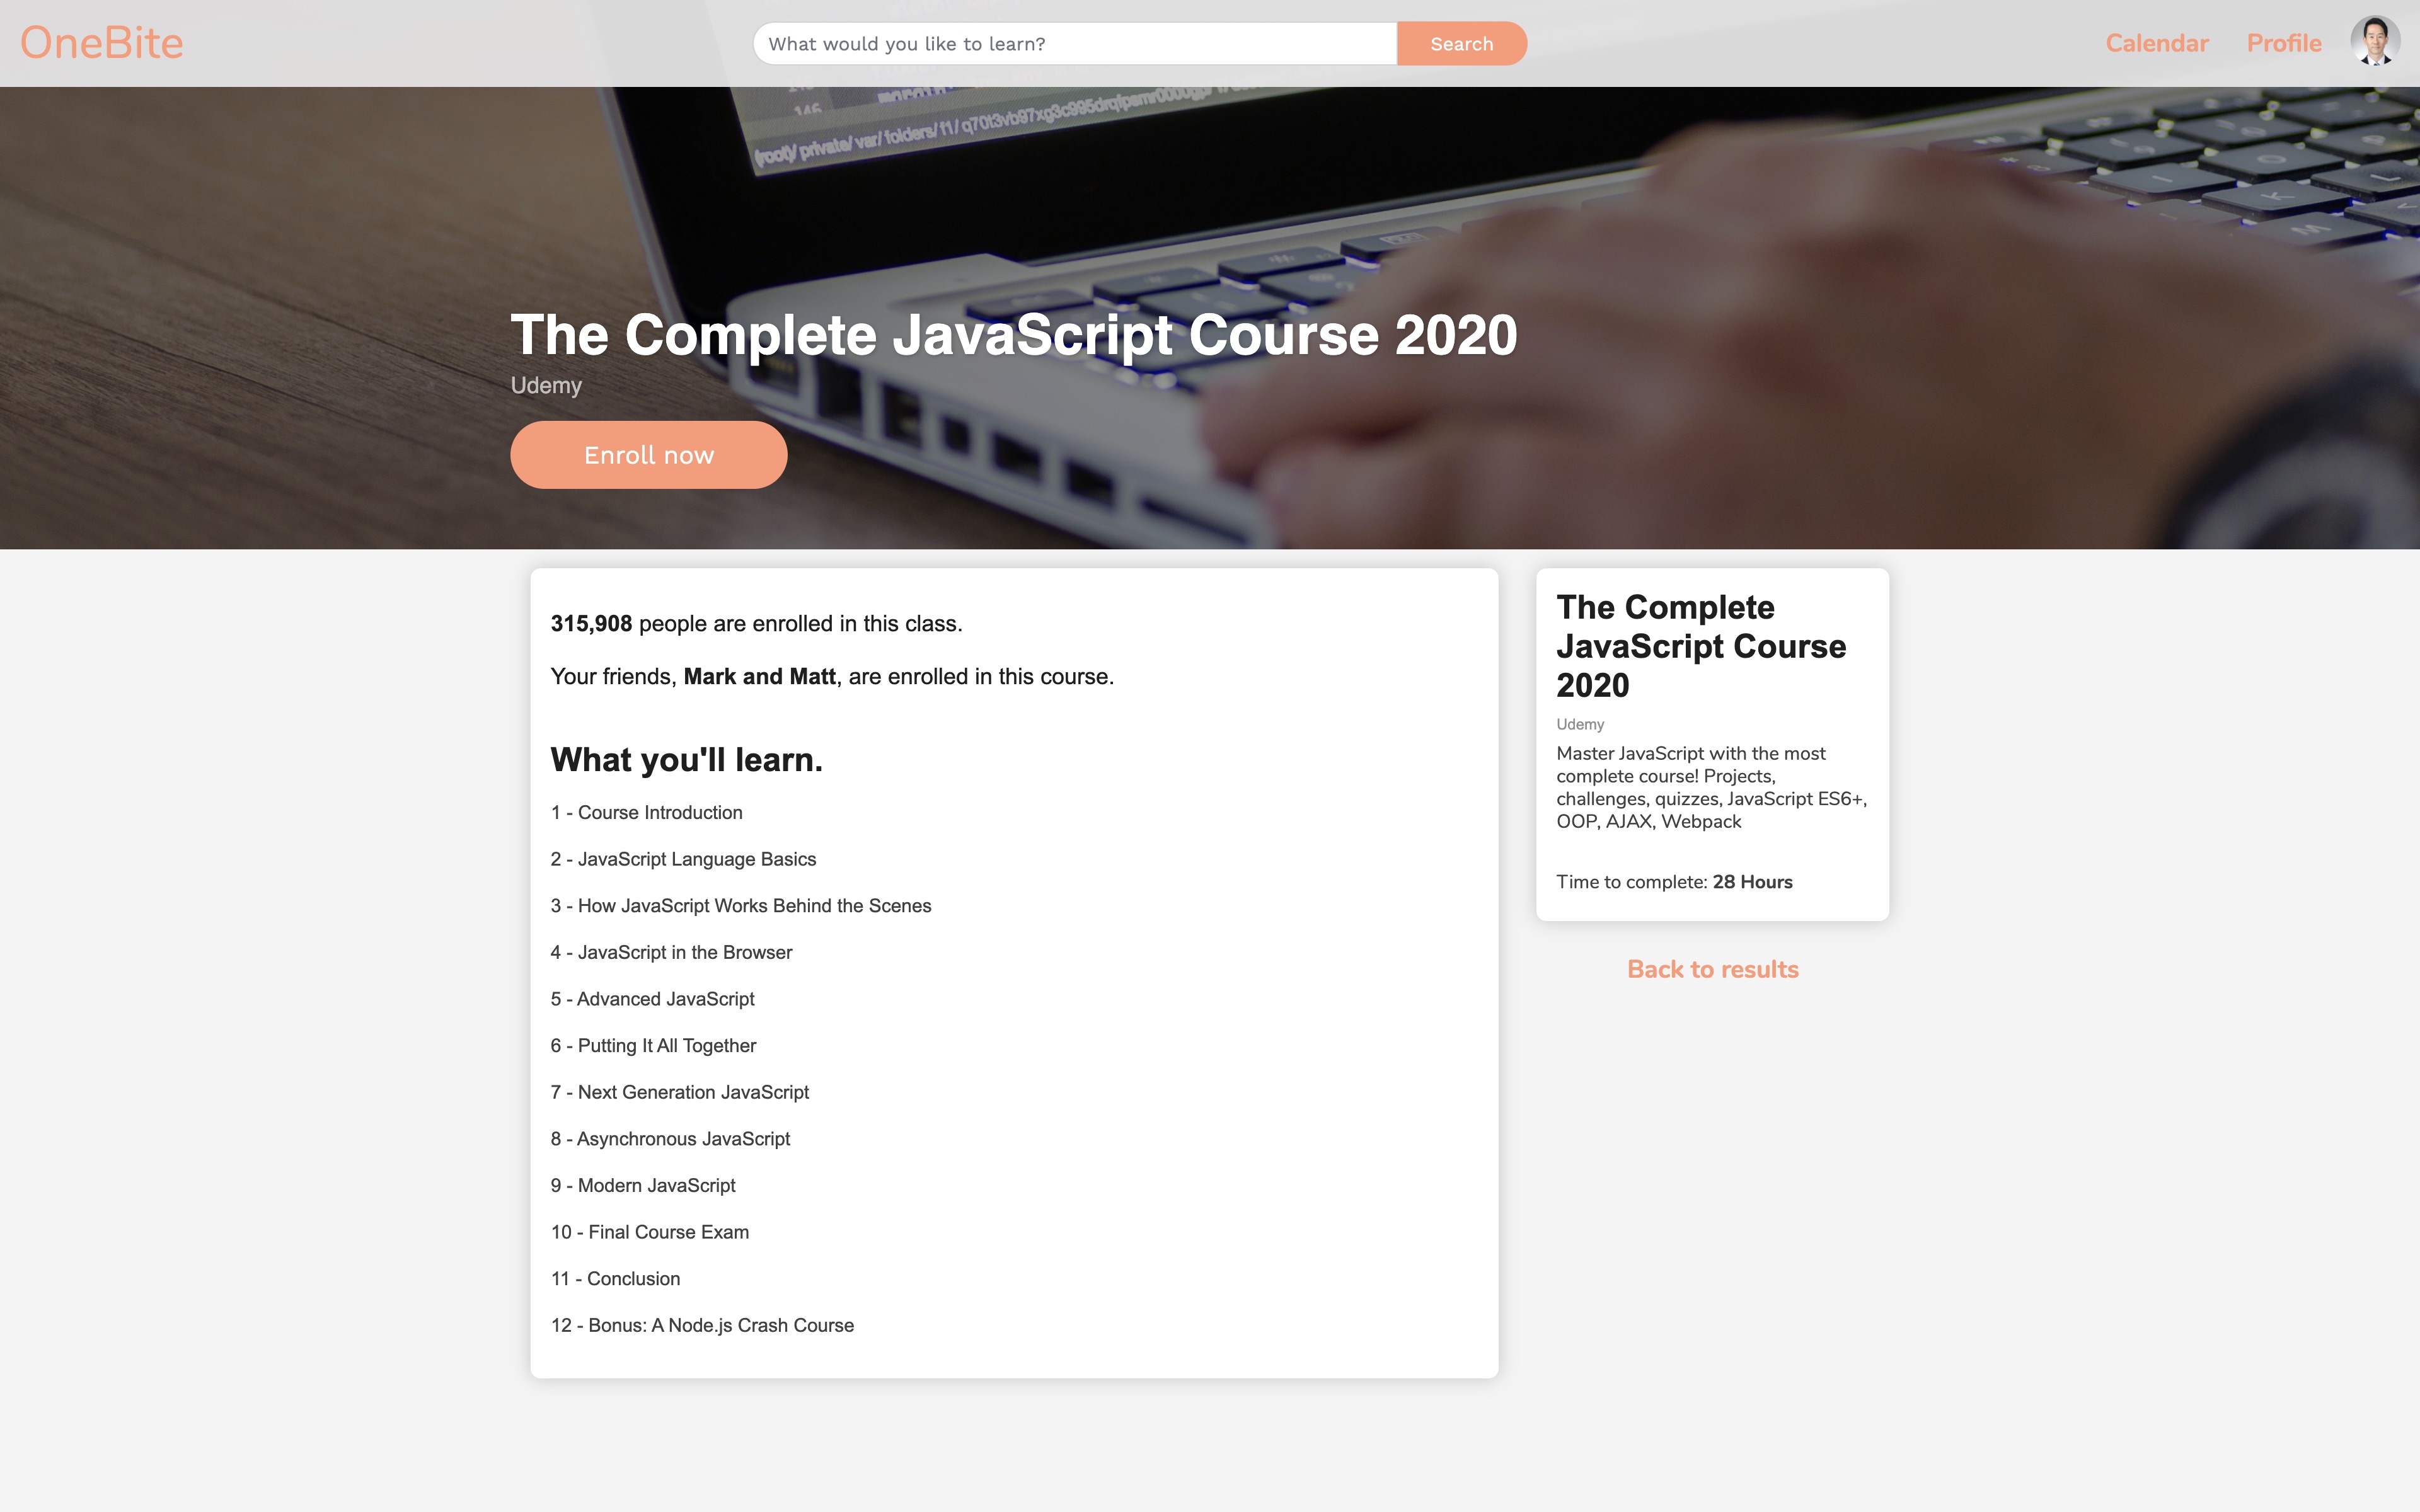 OneBite
What would you like to learn?
Search
Calendar
Profile
146
(root)/ private/ var/ folders/ f1/
The Complete JavaScript Course 2020
Udemy
Enroll now
315,908 people are enrolled in this class.
Your friends, Mark and Matt, are enrolled in this course.
What you'll learn.
1 - Course Introduction
2 - JavaScript Language Basics
3 - How JavaScript Works Behind the Scenes
4 - JavaScript in the Browser
5 - Advanced JavaScript
6 - Putting It All Together
7 - Next Generation JavaScript
8 - Asynchronous JavaScript
9 - Modern JavaScript
10 - Final Course Exam
11 - Conclusion
12 - Bonus: A Node.js Crash Course
The Complete
JavaScript Course
2020
Udemy
Master JavaScript with the most
complete course! Projects,
challenges, quizzes, JavaScript ES6+,
OOP, AJAX, Webpack
Time to complete: 28 Hours
Back to results